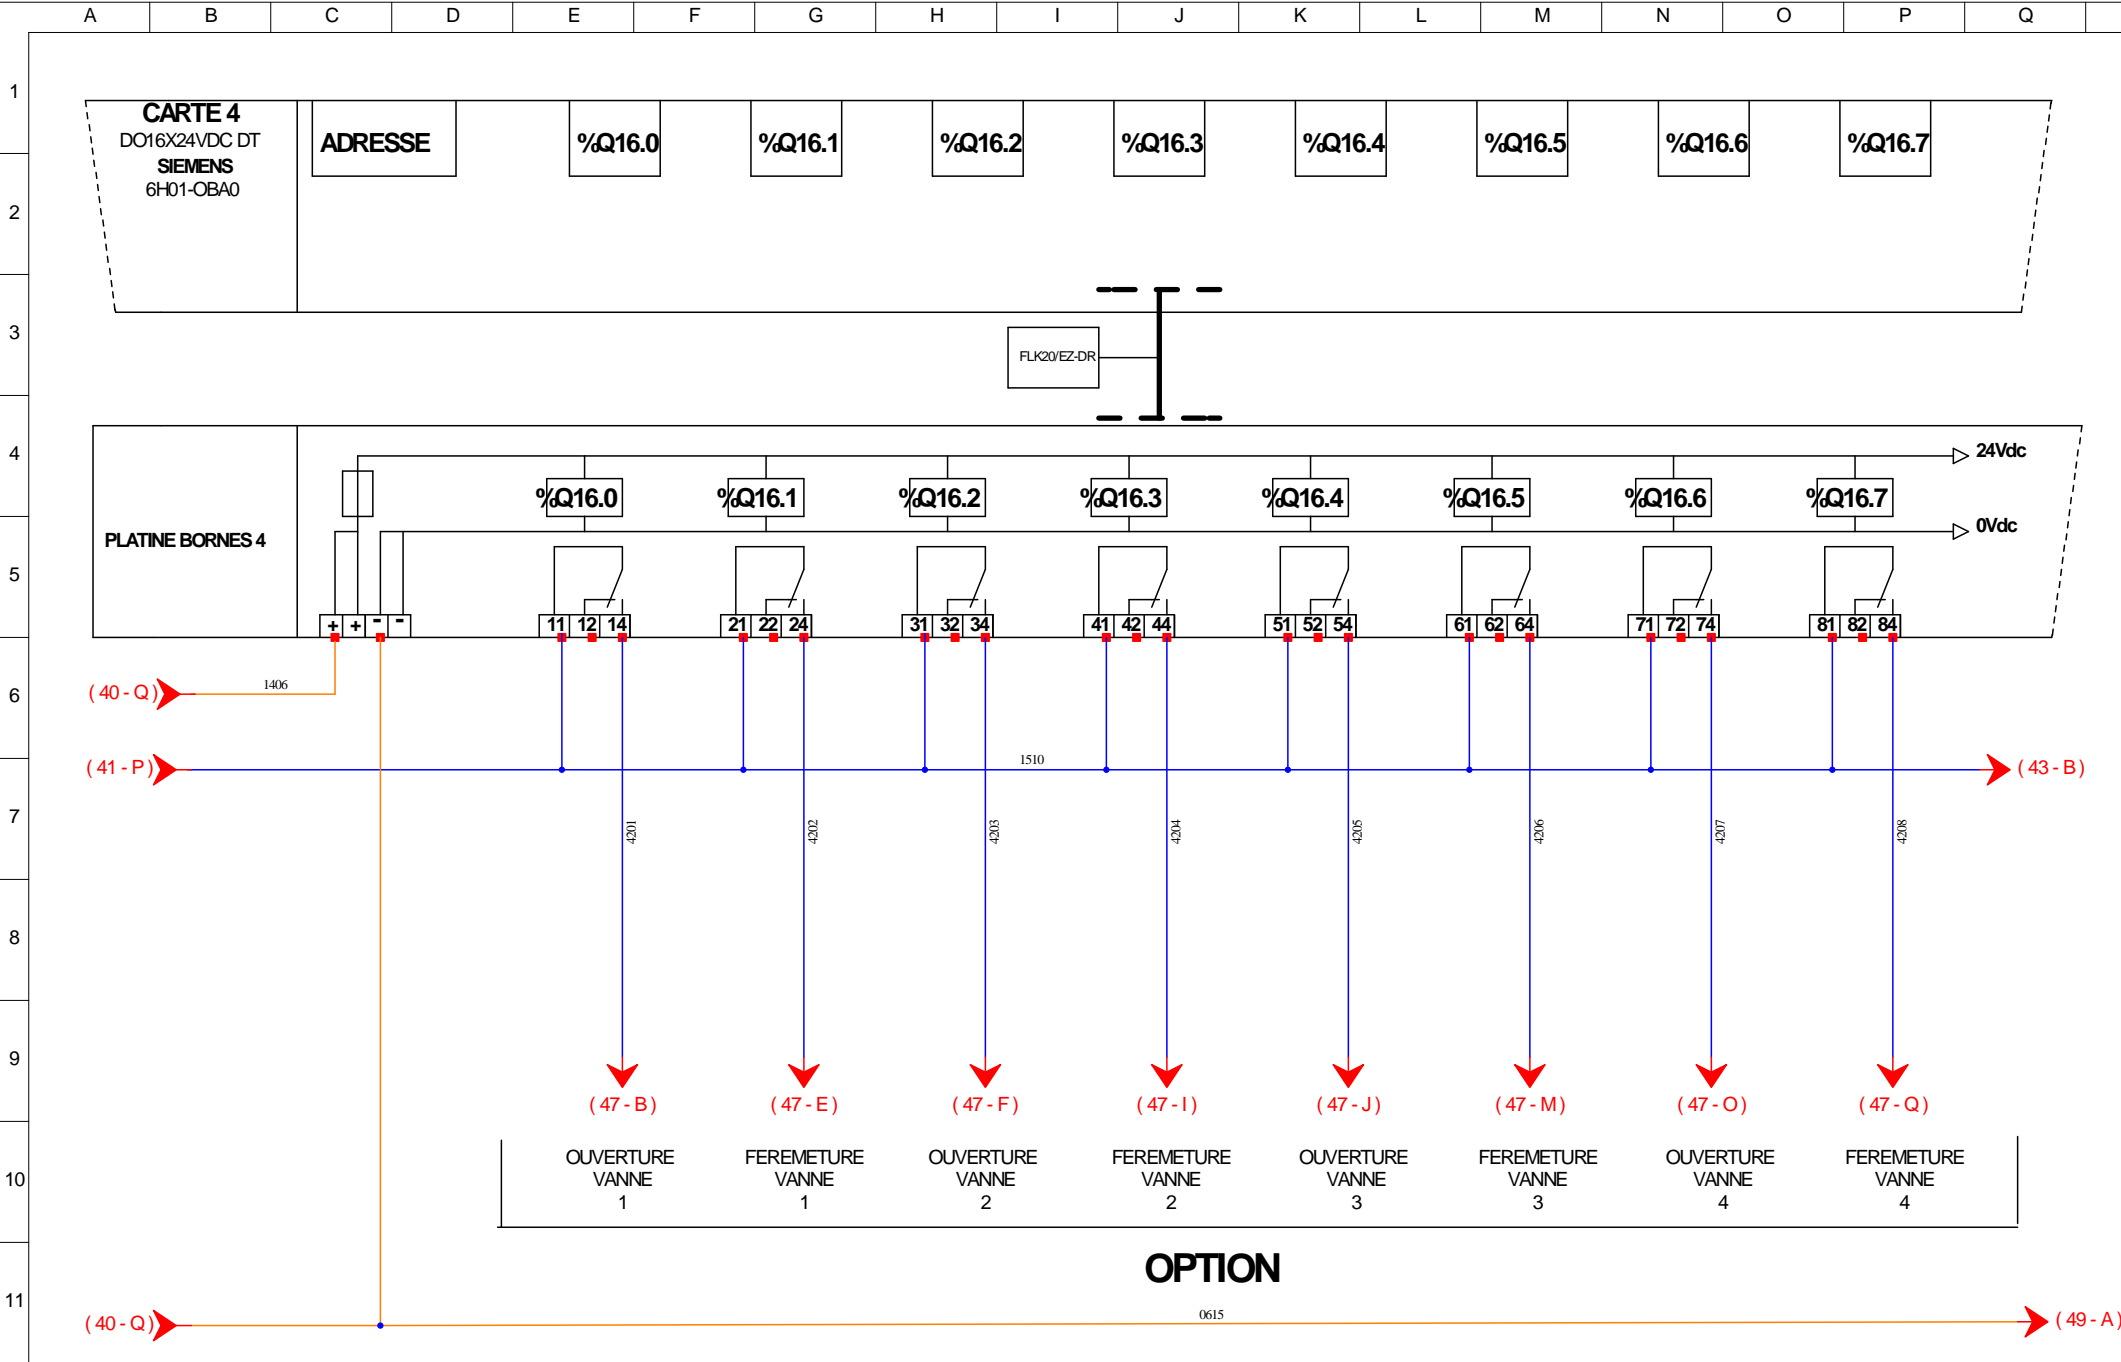 A B C D E F G H I J K L M N O P Q
1
CARTE 4
DO16X24VDC DT
SIEMENS
6H01-OBA0
ADRESSE %Q16.0 %Q16.1 %Q16.2 %Q16.3 %Q16.4 %Q16.5 %Q16.6 %Q16.7
2
3
FLK20/EZ-DR
4
24Vdc
%Q16.0 %Q16.1 %Q16.2 %Q16.3 %Q16.4 %Q16.5 %Q16.6 %Q16.7
0Vdc
PLATINE BORNES 4
5
+ + - - 11 12 14 21 22 24 31 32 34 41 42 44 51 52 54 61 62 64 71 72 74 81 82 84
6
(40-Q) 1406
(41-P) 1510 (43-B)
7
4201 4202 4203 4204 4205 4206 4207 4208
8
9
(47-B) (47-E) (47-F) (47-I) (47-J) (47-M) (47-O) (47-Q)
10
OUVERTURE
VANNE
1
FEREMETURE
VANNE
1
OUVERTURE
VANNE
2
FEREMETURE
VANNE
2
OUVERTURE
VANNE
3
FEREMETURE
VANNE
3
OUVERTURE
VANNE
4
FEREMETURE
VANNE
4
OPTION
11
(40-Q) 0615 (49-A)